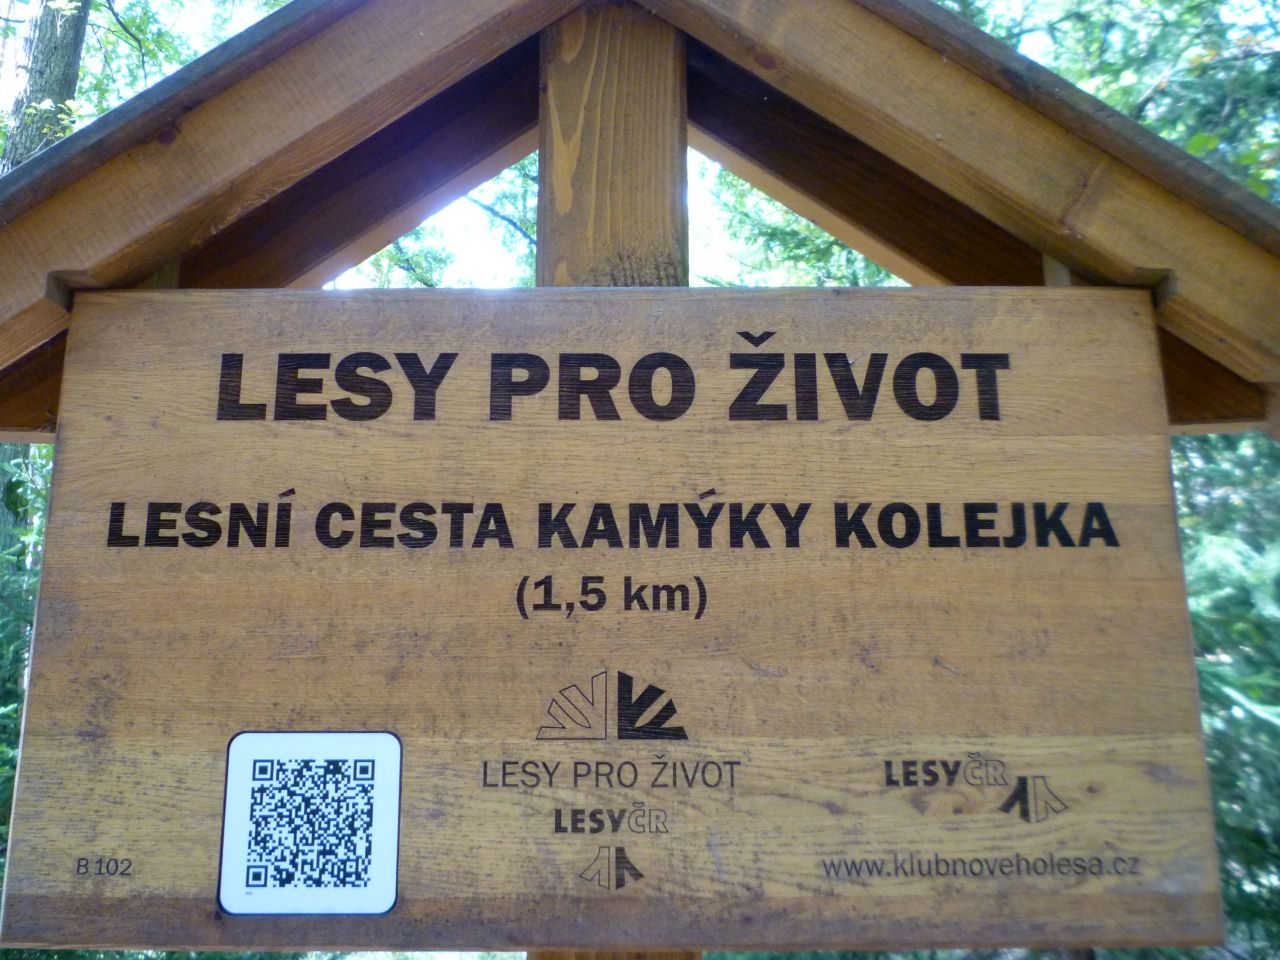 LESY PRO ŽIVOT
LESNÍ CESTA KAMÝKY KOLEJKA
(1,5 km)
LESY PRO ŽIVOT
LESYČR
LESYČR
B 102
www.klubnoveholesa.cz